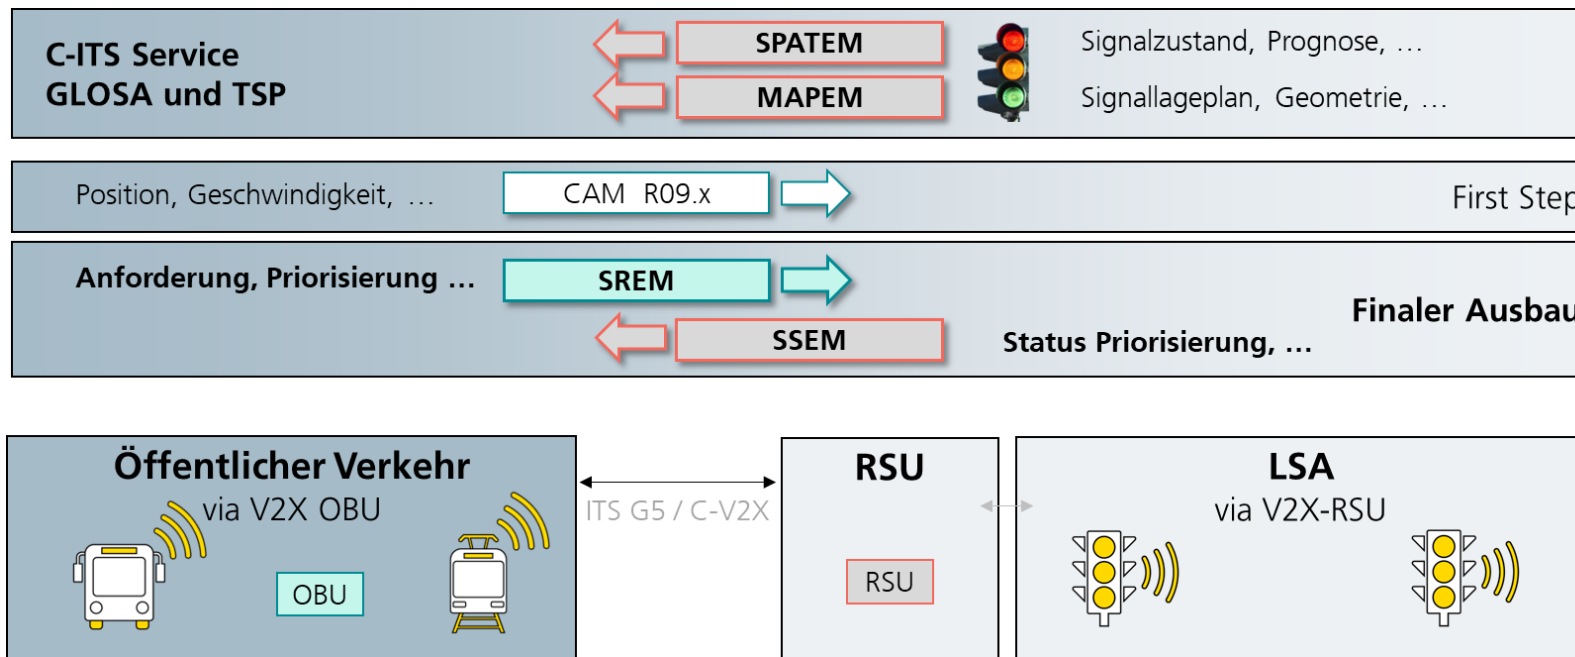 C-ITS Service
GLOSA und TSP
SPATEM
Signalzustand, Prognose, …
MAPEM
Signallageplan, Geometrie, …
Position, Geschwindigkeit, …
CAM R09.x
First Step
Anforderung, Priorisierung …
SREM
Finaler Ausbau
SSEM
Status Priorisierung, …
Öffentlicher Verkehr
via V2X OBU
OBU
ITS G5 / C-V2X
RSU
RSU
LSA
via V2X-RSU